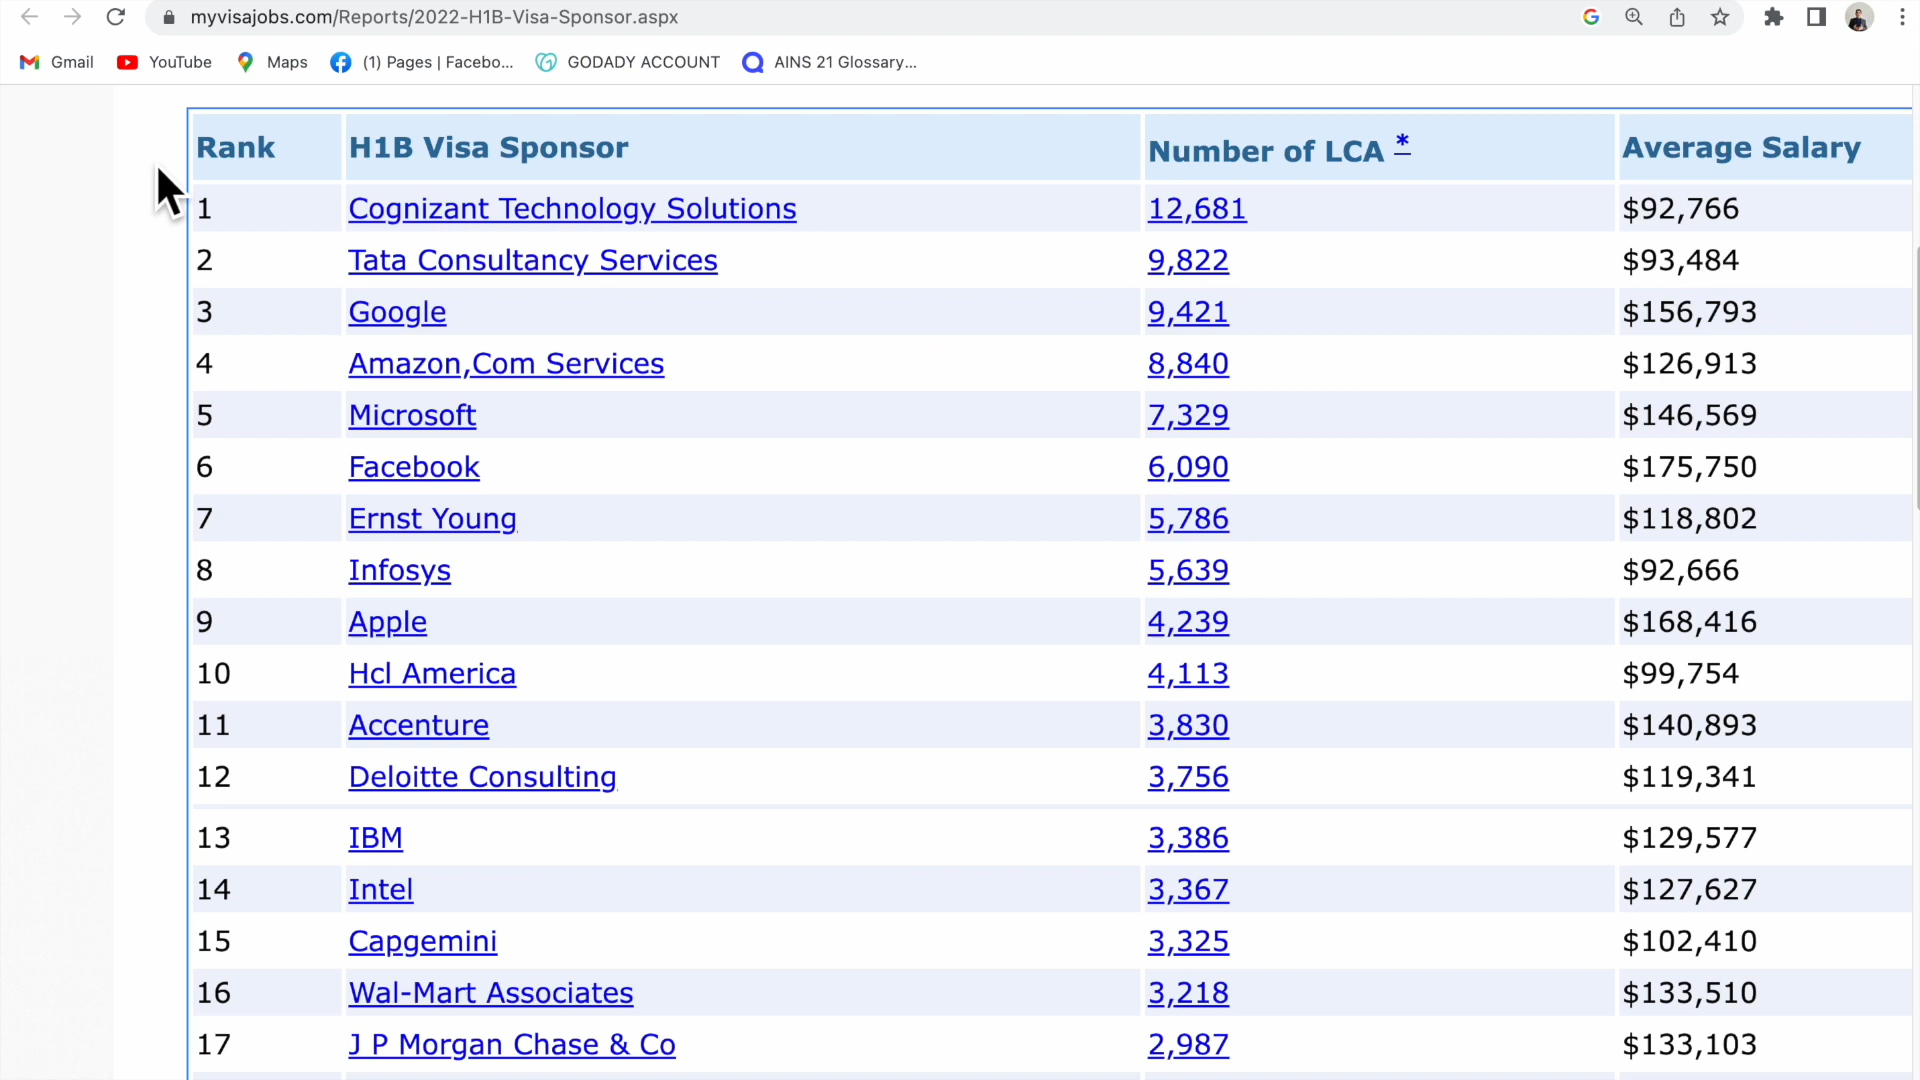 myvisajobs.com/Reports/2022-H1B-Visa-Sponsor.aspx
Gmail YouTube Maps (1) Pages | Facebo... GODADY ACCOUNT AINS 21 Glossary...
Rank H1B Visa Sponsor Number of LCA * Average Salary
1 Cognizant Technology Solutions 12,681 $92,766
2 Tata Consultancy Services 9,822 $93,484
3 Google 9,421 $156,793
4 Amazon,Com Services 8,840 $126,913
5 Microsoft 7,329 $146,569
6 Facebook 6,090 $175,750
7 Ernst Young 5,786 $118,802
8 Infosys 5,639 $92,666
9 Apple 4,239 $168,416
10 Hcl America 4,113 $99,754
11 Accenture 3,830 $140,893
12 Deloitte Consulting 3,756 $119,341
13 IBM 3,386 $129,577
14 Intel 3,367 $127,627
15 Capgemini 3,325 $102,410
16 Wal-Mart Associates 3,218 $133,510
17 J P Morgan Chase & Co 2,987 $133,103